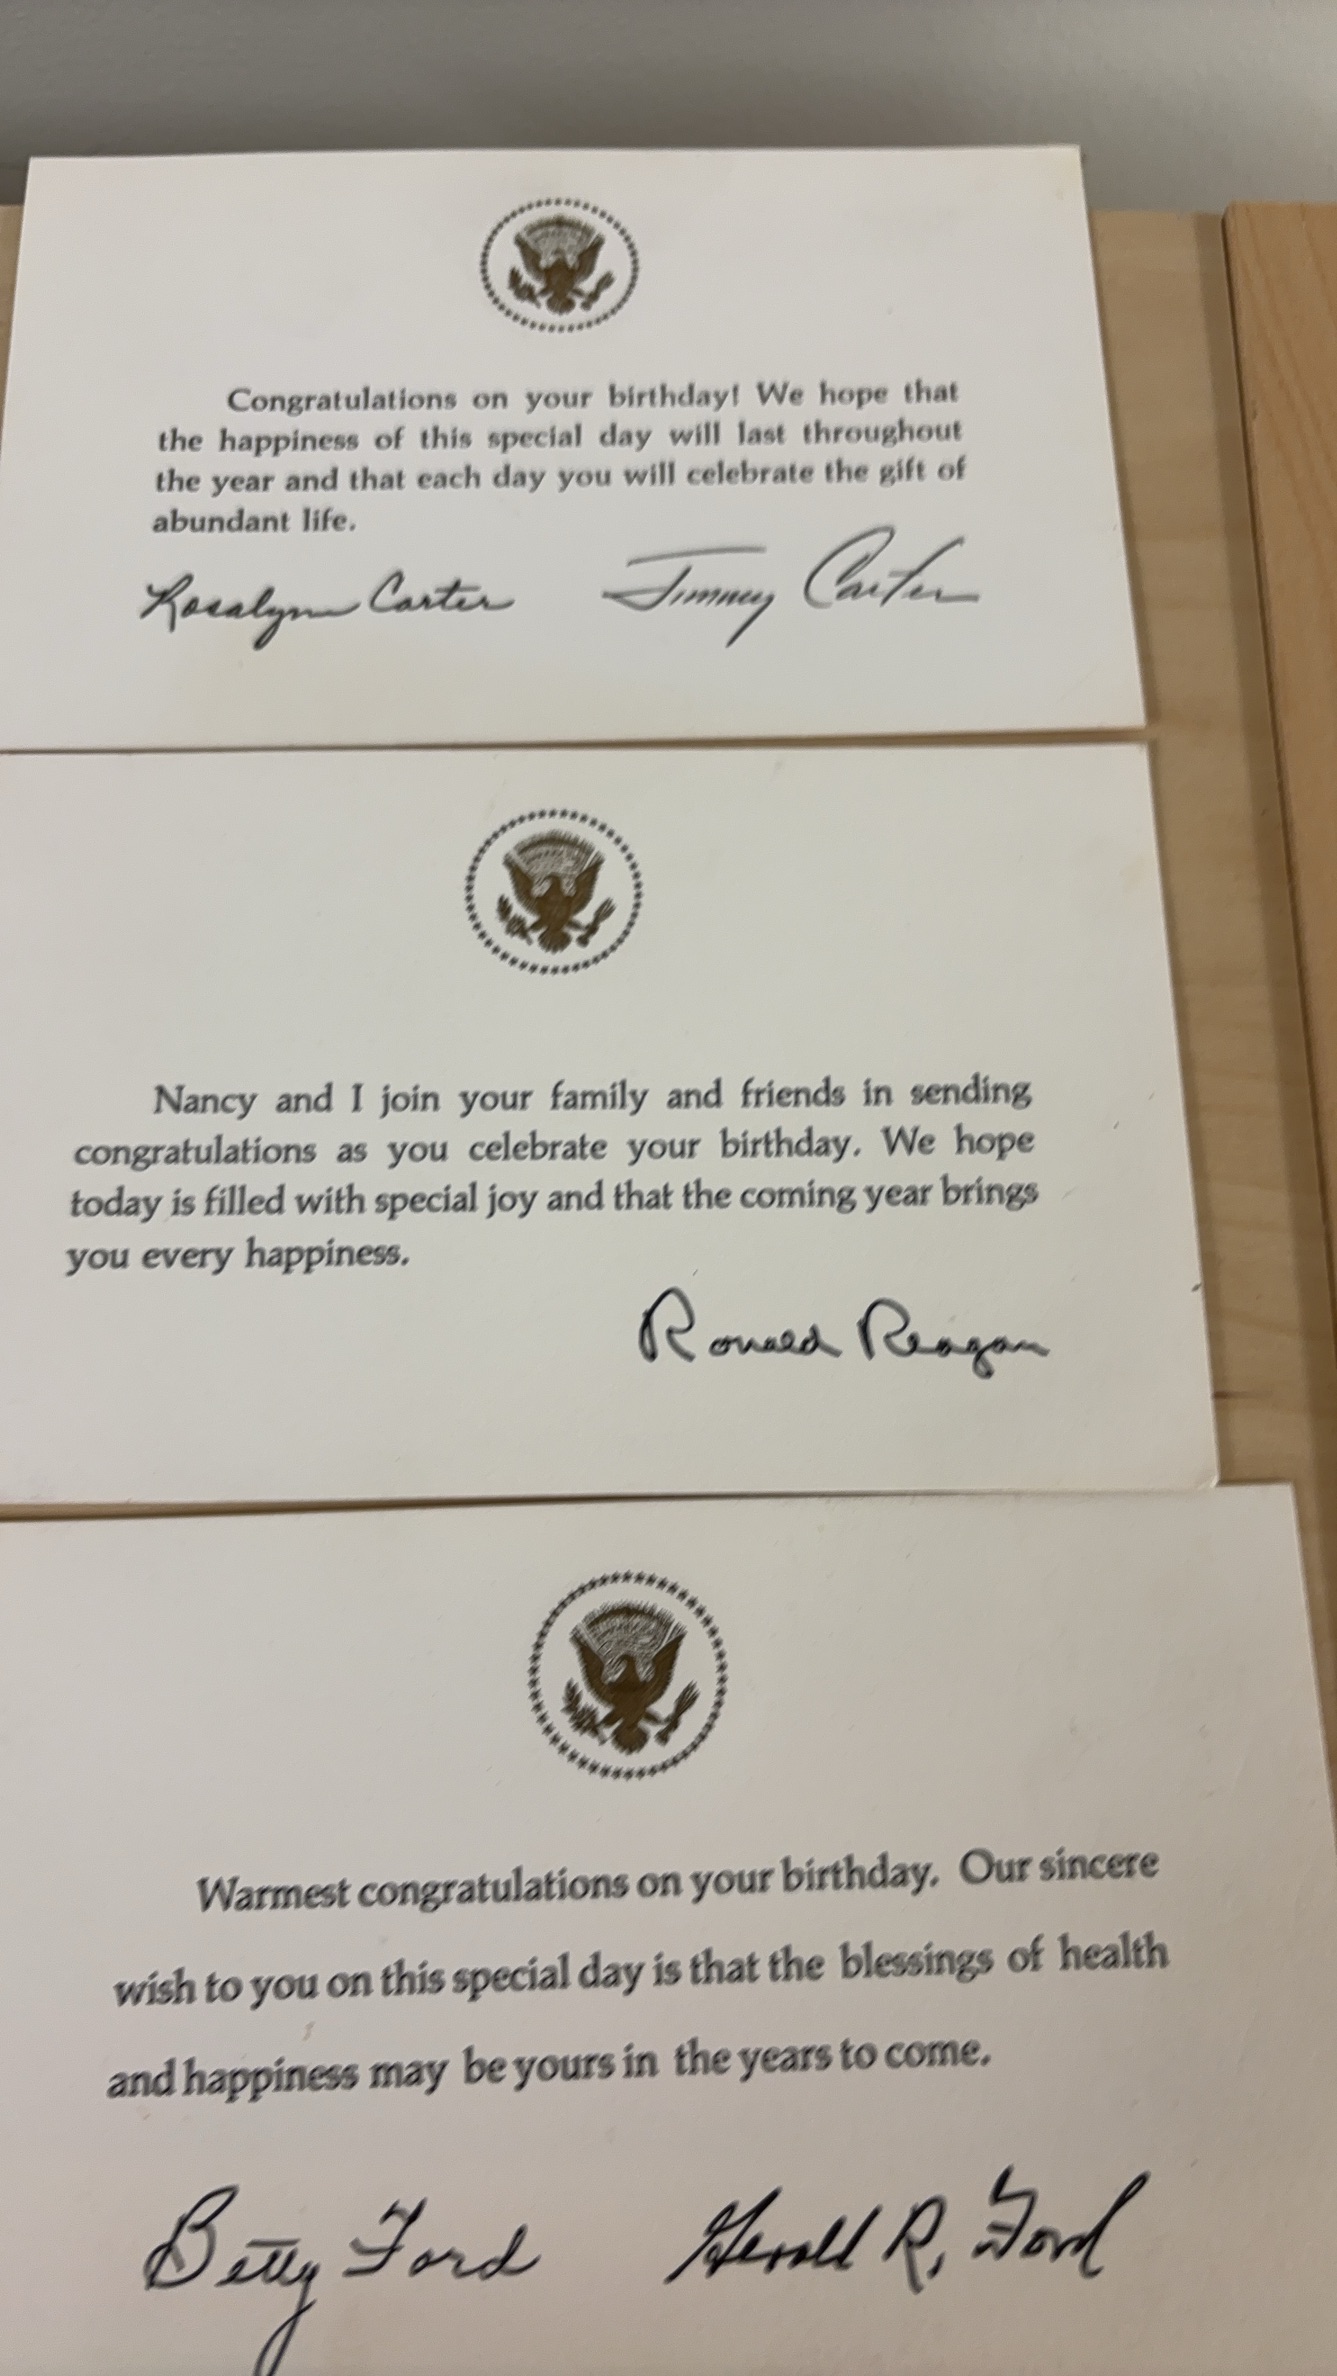 Congratulations on your birthday! We hope that
the happiness of this special day will last throughout
the year and that each day you will celebrate the gift of
abundant life.
Rosalynn Carter Jimmy Carter
Nancy and I join your family and friends in sending
congratulations as you celebrate your birthday. We hope
today is filled with special joy and that the coming year brings
you every happiness.
Ronald Reagan
Warmest congratulations on your birthday. Our sincere
wish to you on this special day is that the blessings of health
and happiness may be yours in the years to come.
Betty Ford Gerald R. Ford